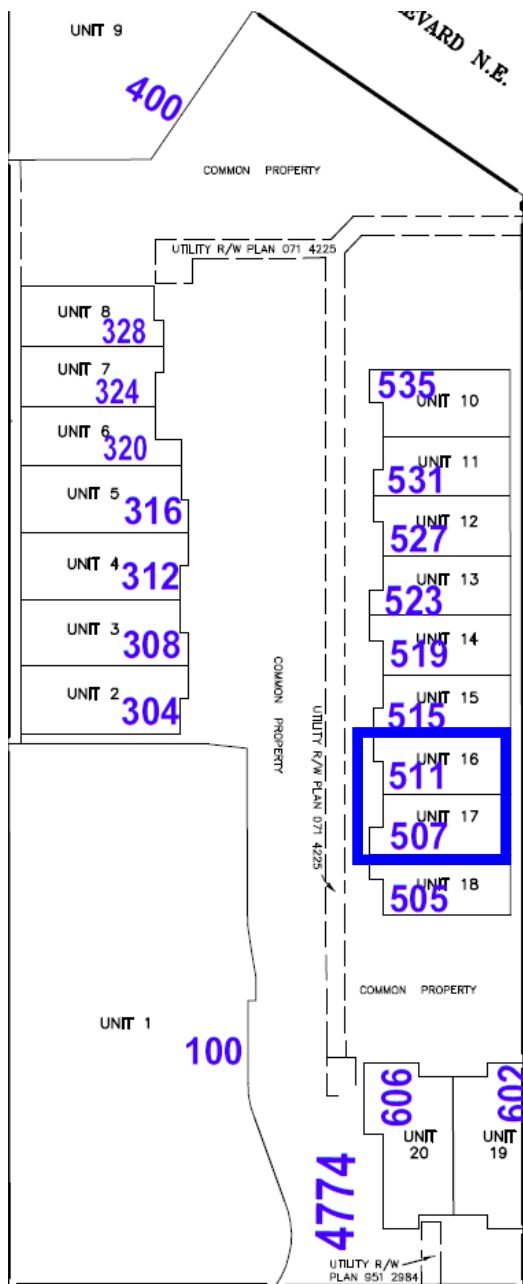 UNIT 9
EVARD N.E.
400
COMMON PROPERTY
UTILITY R/W PLAN 071 4225
UNIT 8
328
UNIT 7
324
UNIT 6
320
UNIT 5
316
UNIT 4
312
UNIT 3
308
UNIT 2
304
535
UNIT 10
UNIT 11
531
UNIT 12
527
UNIT 13
523
UNIT 14
519
UNIT 15
515
UNIT 16
511
UNIT 17
507
UNIT 18
505
COMMON PROPERTY
UTILITY R/W PLAN 071 4225
COMMON PROPERTY
UNIT 1
100
606
UNIT
20
602
UNIT
19
4774
UTILITY R/W
PLAN 951 2984